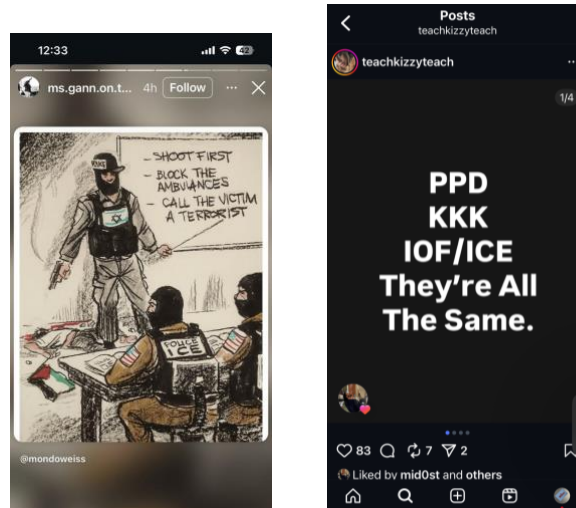 12:33
42
ms.gann.on.t... 4h Follow ...
- SHOOT FIRST
- BLOCK THE
AMBULANCES
- CALL THE VICTIM
A TERRORIST
POLICE
ICE
@mondoweiss
Posts
teachkizzyteach
teachkizzyteach
1/4
PPD
KKK
IOF/ICE
They're All
The Same.
83 7 2
Liked by mid0st and others